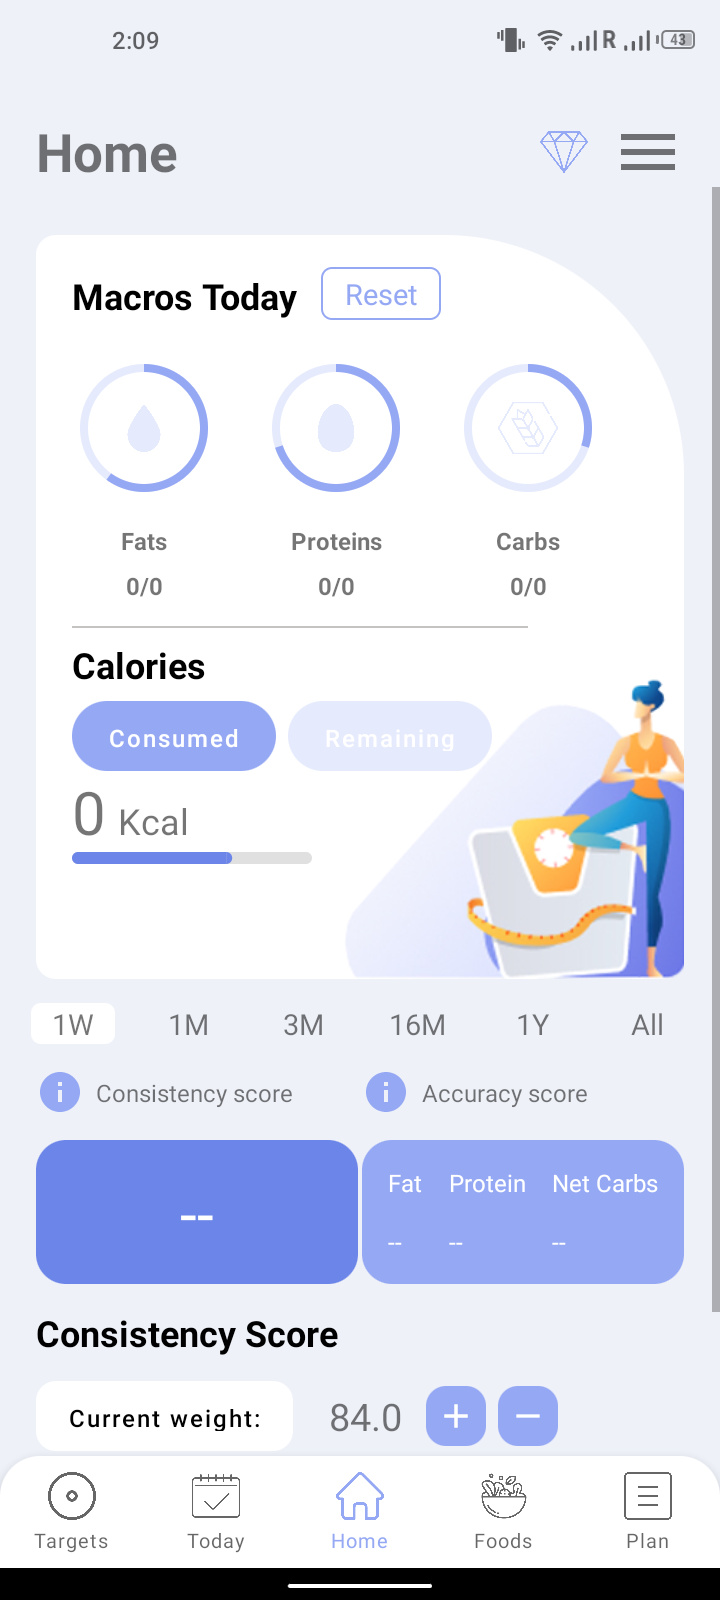 2:09 R 43
Home
Macros Today Reset
Fats Proteins Carbs
0/0 0/0 0/0
Calories
Consumed Remaining
0 Kcal
1W 1M 3M 16M 1Y All
i Consistency score i Accuracy score
-- Fat Protein Net Carbs
-- -- --
Consistency Score
Current weight: 84.0 + −
Targets Today Home Foods Plan